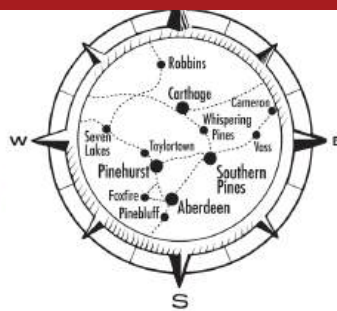 Robbins
Carthage
Cameron
Whispering
Pines
Seven
Lakes
Taylortown
Vass
Pinehurst
Southern
Pines
Foxfire
Aberdeen
Pinebluff
W
E
S